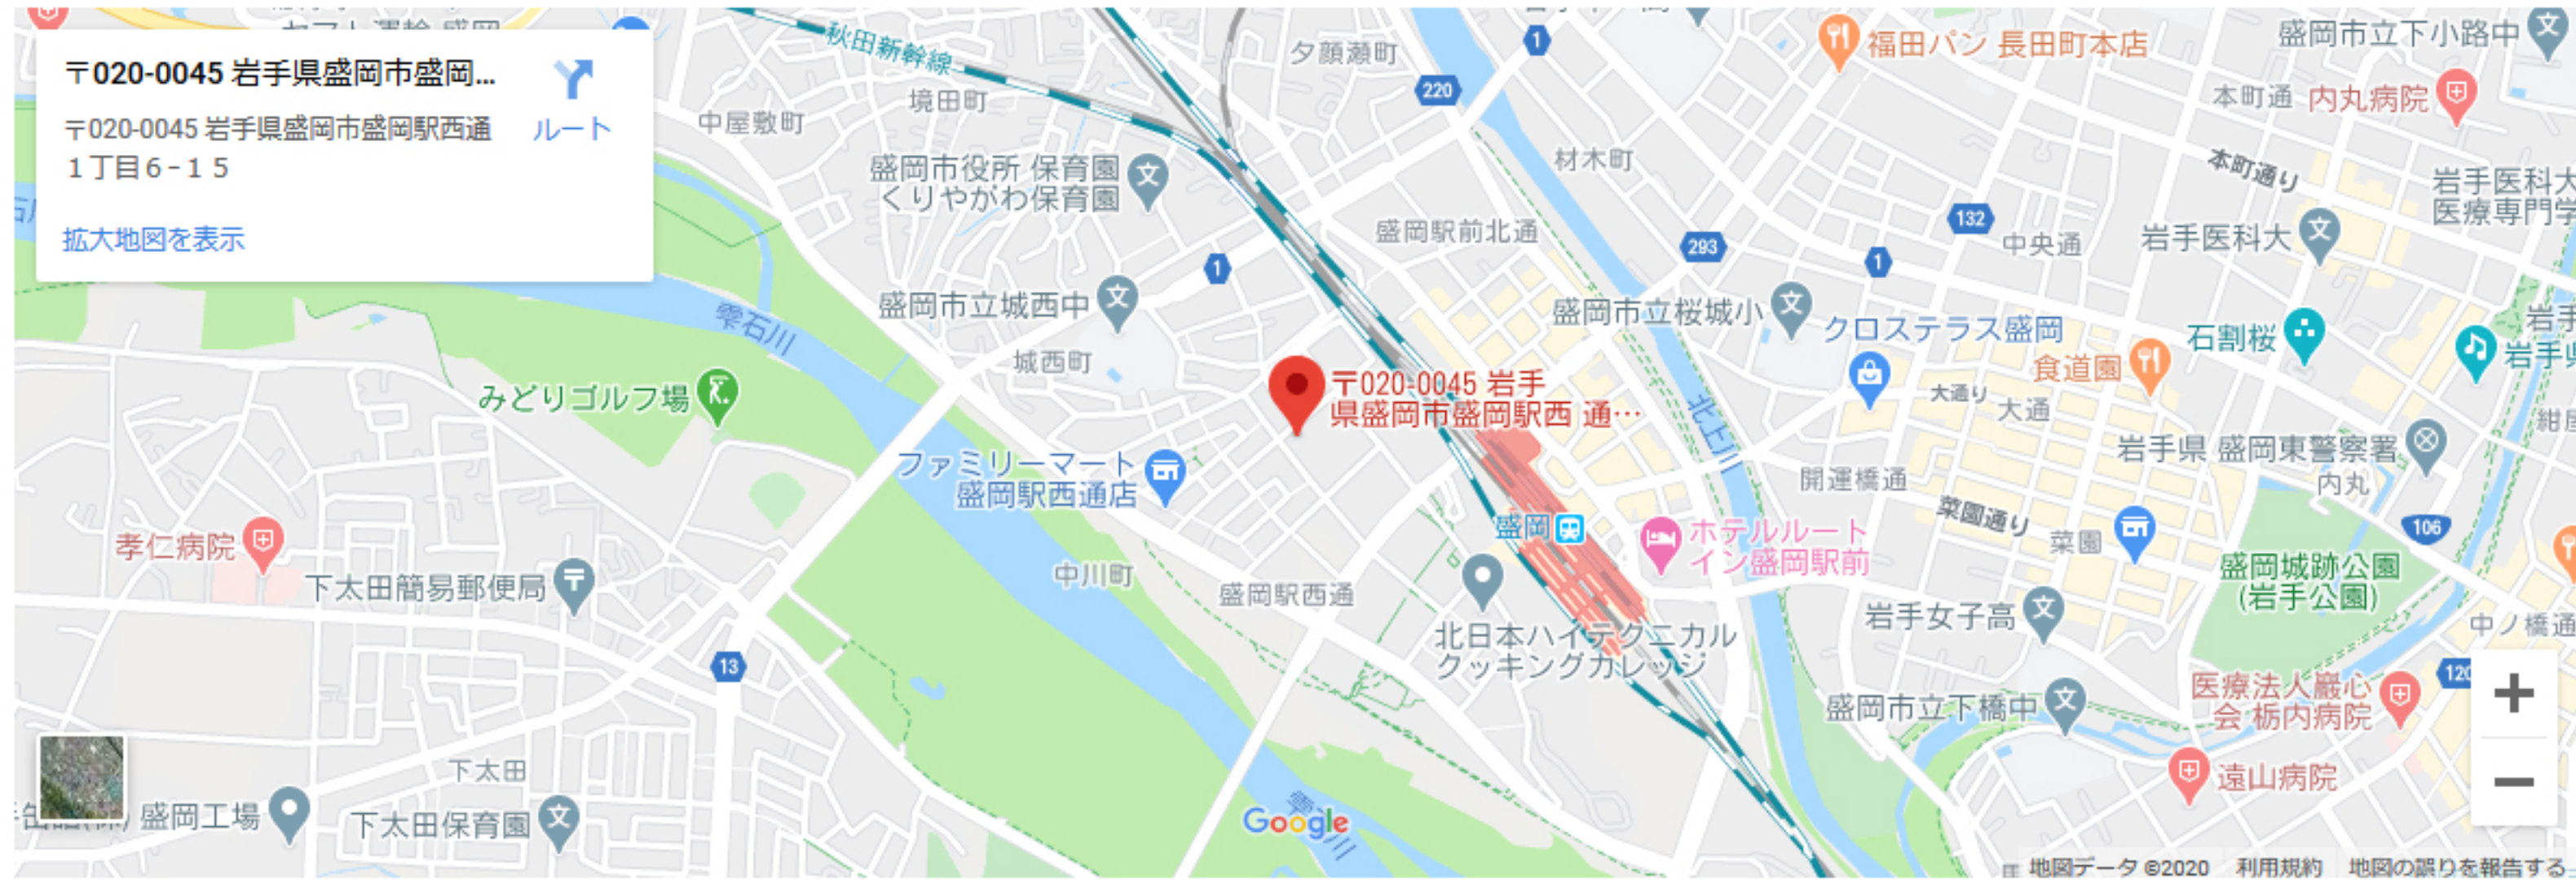 〒020-0045 岩手県盛岡市盛岡...
〒020-0045 岩手県盛岡市盛岡駅西通
１丁目６−１５
ルート
拡大地図を表示
秋田新幹線
境田町
中屋敷町
夕顔瀬町
1
220
福田パン 長田町本店
盛岡市立下小路中
本町通
内丸病院
盛岡市役所 保育園
くりやがわ保育園
材木町
本町通り
岩手医科大
医療専門学
盛岡駅前北通
293
132
1
中央通
岩手医科大
1
盛岡市立城西中
雫石川
城西町
盛岡市立桜城小
クロステラス盛岡
石割桜
食道園
大通り
大通
みどりゴルフ場
〒020-0045 岩手
県盛岡市盛岡駅西 通…
北上川
岩手県 盛岡東警察署
内丸
ファミリーマート
盛岡駅西通店
開運橋通
菜園通り
菜園
106
盛岡
ホテルルート
イン盛岡駅前
孝仁病院
下太田簡易郵便局
中川町
盛岡駅西通
盛岡城跡公園
(岩手公園)
岩手女子高
中ノ橋通
北日本ハイテクニカル
クッキングカレッジ
13
盛岡市立下橋中
医療法人巖心
会 栃内病院
120
遠山病院
下太田
盛岡工場
下太田保育園
Google
地図データ ©2020
利用規約
地図の誤りを報告する